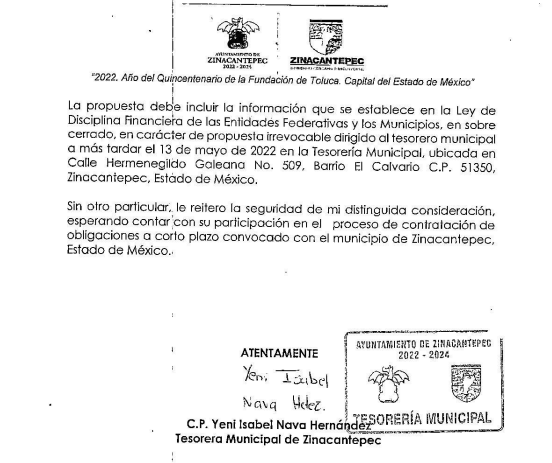 AYUNTAMIENTO DE
ZINACANTEPEC
2022 - 2024
ZINACANTEPEC
"2022. Año del Quincentenario de la Fundación de Toluca. Capital del Estado de México"
La propuesta debe incluir la información que se establece en la Ley de
Disciplina Financiera de las Entidades Federativas y los Municipios, en sobre
cerrado, en carácter de propuesta irrevocable dirigido al tesorero municipal
a más tardar el 13 de mayo de 2022 en la Tesorería Municipal, ubicada en
Calle Hermenegildo Galeana No. 509, Barrio El Calvario C.P. 51350,
Zinacantepec, Estado de México.
Sin otro particular, le reitero la seguridad de mi distinguida consideración,
esperando contar con su participación en el proceso de contratación de
obligaciones a corto plazo convocado con el municipio de Zinacantepec,
Estado de México.
ATENTAMENTE
Yeni Isabel
Nava Hdez.
AYUNTAMIENTO DE ZINACANTEPEC
2022 - 2024
TESORERÍA MUNICIPAL
C.P. Yeni Isabel Nava Hernández
Tesorera Municipal de Zinacantepec